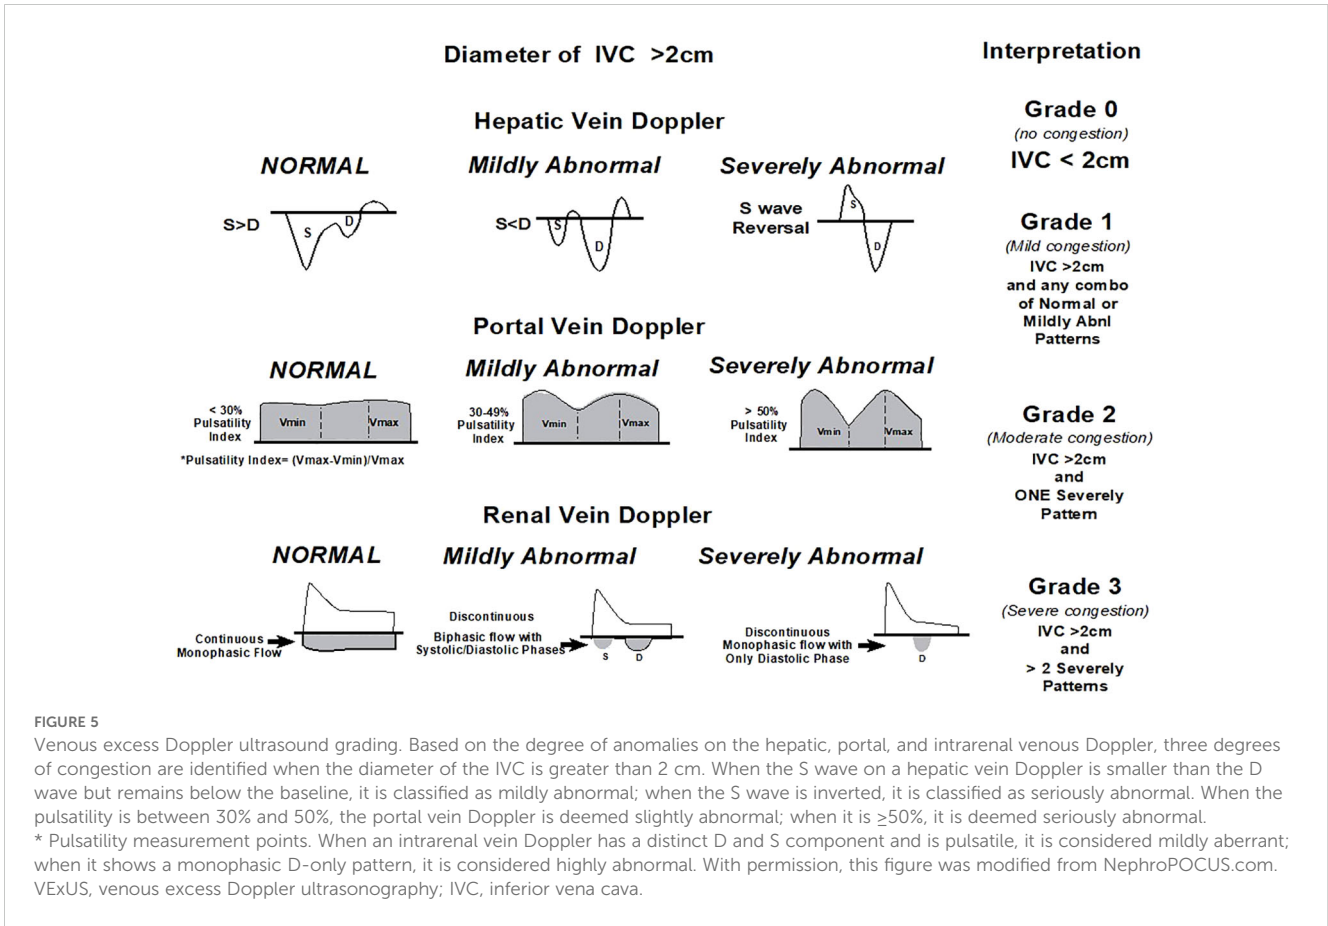 Diameter of IVC >2cm
Hepatic Vein Doppler
NORMAL
Mildly Abnormal
Severely Abnormal
S>D
S
D
S<D
S
D
S wave
Reversal
S
D
Portal Vein Doppler
NORMAL
Mildly Abnormal
Severely Abnormal
< 30%
Pulsatility
Index
Vmin
Vmax
30-49%
Pulsatility
Index
Vmin
Vmax
> 50%
Pulsatility
Index
Vmin
Vmax
*Pulsatility Index= (Vmax-Vmin)/Vmax
Renal Vein Doppler
NORMAL
Mildly Abnormal
Severely Abnormal
Continuous
Monophasic Flow
Discontinuous
Biphasic flow with
Systolic/Diastolic Phases
S
D
Discontinuous
Monophasic flow with
Only Diastolic Phase
D
Interpretation
Grade 0
(no congestion)
IVC < 2cm
Grade 1
(Mild congestion)
IVC >2cm
and any combo
of Normal or
Mildly Abnl
Patterns
Grade 2
(Moderate congestion)
IVC >2cm
and
ONE Severely
Pattem
Grade 3
(Severe congestion)
IVC >2cm
and
> 2 Severely
Patterns
FIGURE 5
Venous excess Doppler ultrasound grading. Based on the degree of anomalies on the hepatic, portal, and intrarenal venous Doppler, three degrees
of congestion are identified when the diameter of the IVC is greater than 2 cm. When the S wave on a hepatic vein Doppler is smaller than the D
wave but remains below the baseline, it is classified as mildly abnormal; when the S wave is inverted, it is classified as seriously abnormal. When the
pulsatility is between 30% and 50%, the portal vein Doppler is deemed slightly abnormal; when it is ≥50%, it is deemed seriously abnormal.
* Pulsatility measurement points. When an intrarenal vein Doppler has a distinct D and S component and is pulsatile, it is considered mildly aberrant;
when it shows a monophasic D-only pattern, it is considered highly abnormal. With permission, this figure was modified from NephroPOCUS.com.
VExUS, venous excess Doppler ultrasonography; IVC, inferior vena cava.